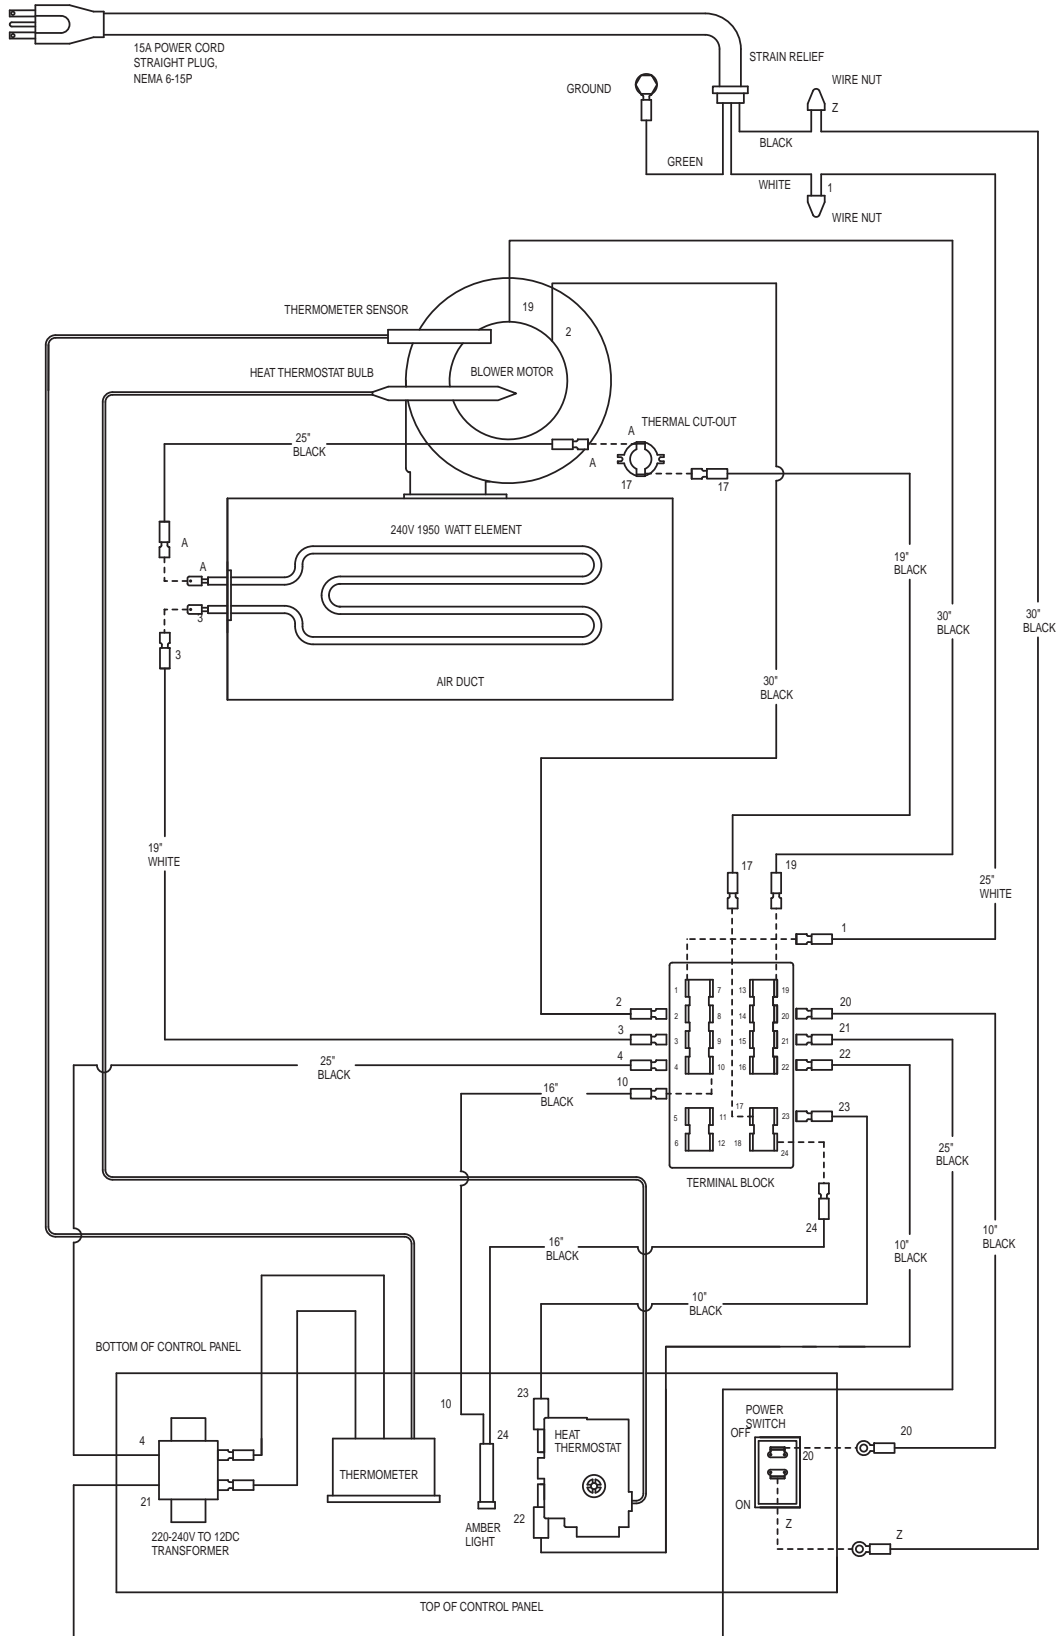 15A POWER CORD
STRAIGHT PLUG,
NEMA 6-15P
STRAIN RELIEF
GROUND
WIRE NUT
Z
BLACK
GREEN
WHITE
1
WIRE NUT
THERMOMETER SENSOR
19
2
HEAT THERMOSTAT BULB
BLOWER MOTOR
THERMAL CUT-OUT
A
25"
BLACK
A
17
17
240V 1950 WATT ELEMENT
A
A
19"
BLACK
3
3
30"
BLACK
30"
BLACK
AIR DUCT
30"
BLACK
19"
WHITE
17
19
25"
WHITE
1
1
7
13
19
2
2
8
14
20
20
3
3
9
15
21
21
4
4
10
16
22
22
25"
BLACK
10
16"
BLACK
17
23
5
11
23
6
12
18
24
25"
BLACK
TERMINAL BLOCK
24
10"
BLACK
16"
BLACK
10"
BLACK
10"
BLACK
BOTTOM OF CONTROL PANEL
23
10
POWER
SWITCH
OFF
20
24
HEAT
THERMOSTAT
4
20
THERMOMETER
21
ON
22
Z
Z
AMBER
LIGHT
220-240V TO 12DC
TRANSFORMER
TOP OF CONTROL PANEL